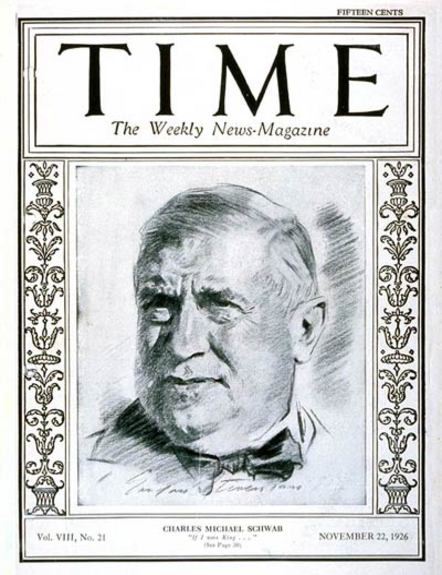 FIFTEEN CENTS
TIME
The Weekly News-Magazine
CHARLES MICHAEL SCHWAB
Vol. VIII, No. 21
"If I were King . . ."
NOVEMBER 22, 1926
(See Page 30)